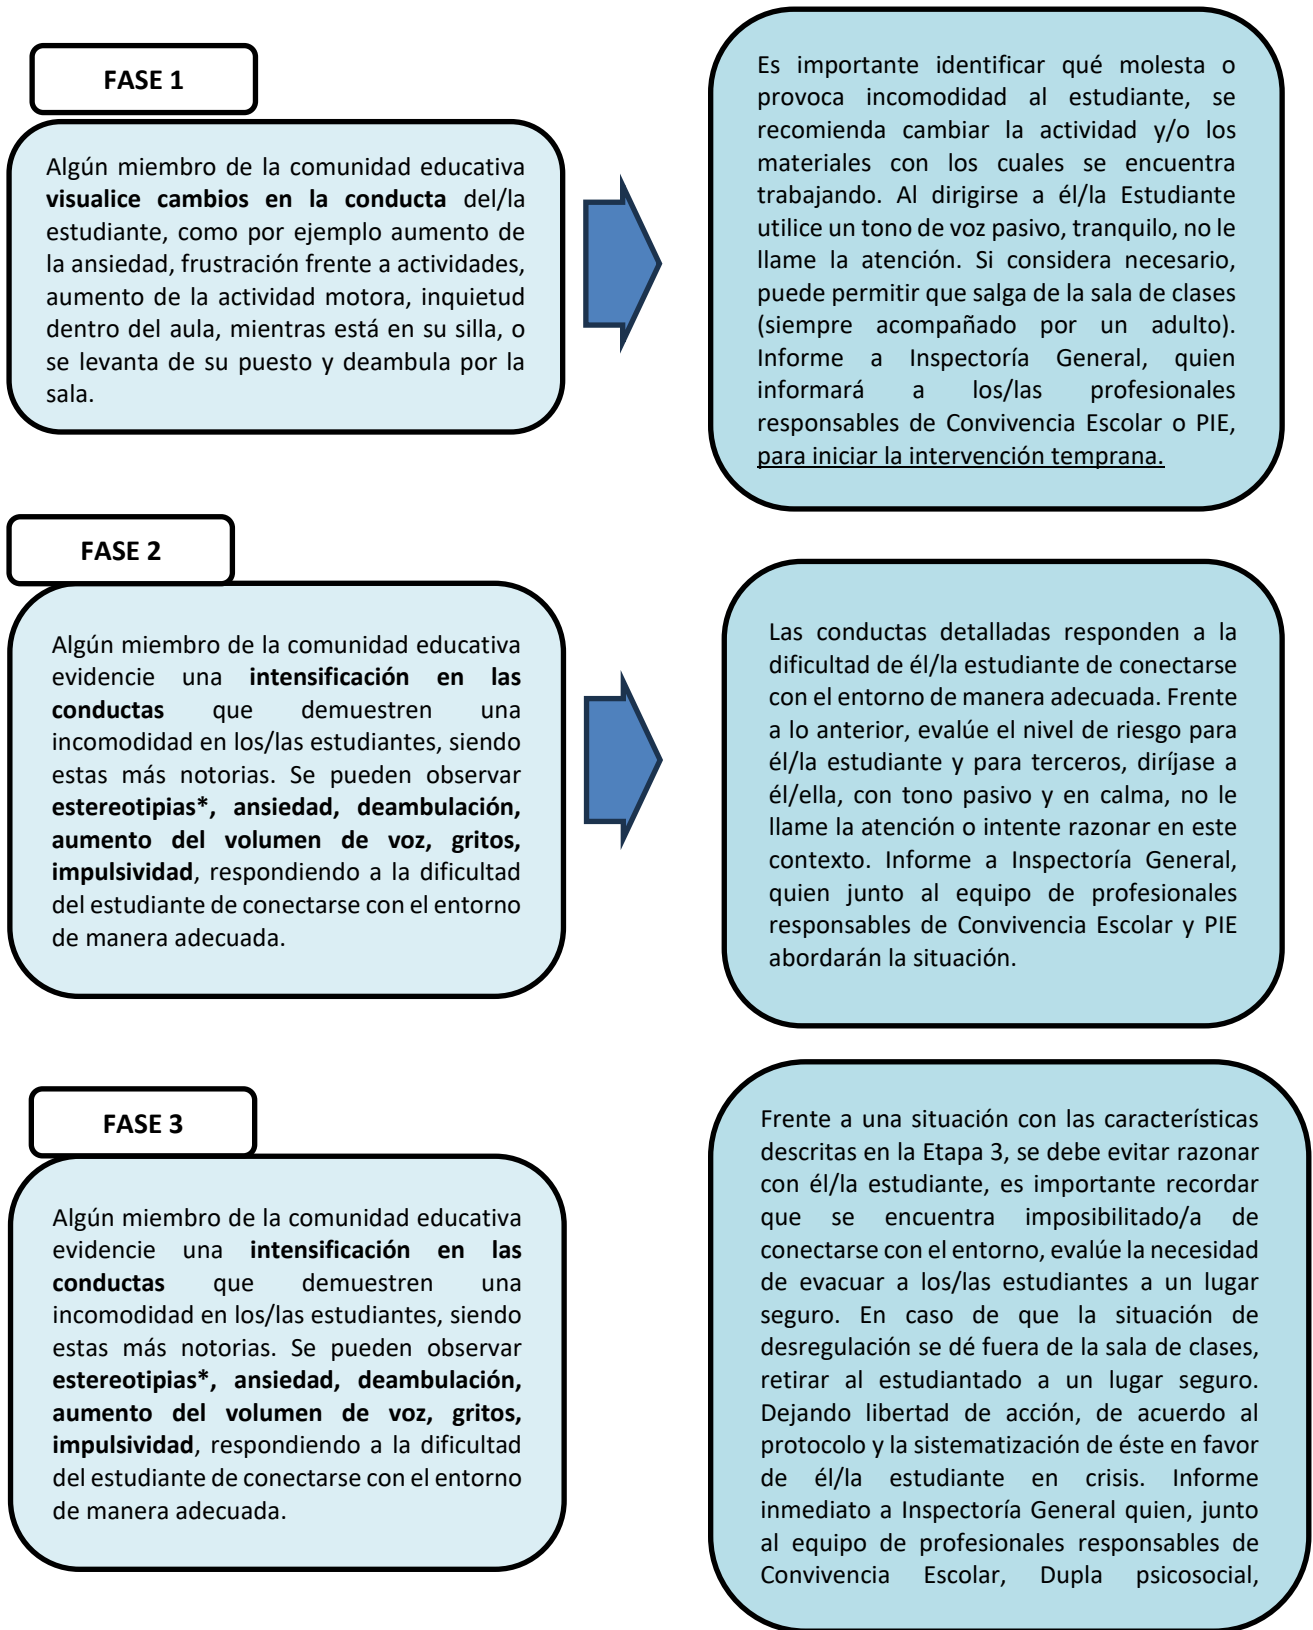 FASE 1
Algún miembro de la comunidad educativa
visualice cambios en la conducta del/la
estudiante, como por ejemplo aumento de
la ansiedad, frustración frente a actividades,
aumento de la actividad motora, inquietud
dentro del aula, mientras está en su silla, o
se levanta de su puesto y deambula por la
sala.
Es importante identificar qué molesta o
provoca incomodidad al estudiante, se
recomienda cambiar la actividad y/o los
materiales con los cuales se encuentra
trabajando. Al dirigirse a él/la Estudiante
utilice un tono de voz pasivo, tranquilo, no le
llame la atención. Si considera necesario,
puede permitir que salga de la sala de clases
(siempre acompañado por un adulto).
Informe a Inspectoría General, quien
informará a los/las profesionales
responsables de Convivencia Escolar o PIE,
para iniciar la intervención temprana.
FASE 2
Algún miembro de la comunidad educativa
evidencie una intensificación en las
conductas que demuestren una
incomodidad en los/las estudiantes, siendo
estas más notorias. Se pueden observar
estereotipias*, ansiedad, deambulación,
aumento del volumen de voz, gritos,
impulsividad, respondiendo a la dificultad
del estudiante de conectarse con el entorno
de manera adecuada.
Las conductas detalladas responden a la
dificultad de él/la estudiante de conectarse
con el entorno de manera adecuada. Frente
a lo anterior, evalúe el nivel de riesgo para
él/la estudiante y para terceros, diríjase a
él/ella, con tono pasivo y en calma, no le
llame la atención o intente razonar en este
contexto. Informe a Inspectoría General,
quien junto al equipo de profesionales
responsables de Convivencia Escolar y PIE
abordarán la situación.
FASE 3
Algún miembro de la comunidad educativa
evidencie una intensificación en las
conductas que demuestren una
incomodidad en los/las estudiantes, siendo
estas más notorias. Se pueden observar
estereotipias*, ansiedad, deambulación,
aumento del volumen de voz, gritos,
impulsividad, respondiendo a la dificultad
del estudiante de conectarse con el entorno
de manera adecuada.
Frente a una situación con las características
descritas en la Etapa 3, se debe evitar razonar
con él/la estudiante, es importante recordar
que se encuentra imposibilitado/a de
conectarse con el entorno, evalúe la necesidad
de evacuar a los/las estudiantes a un lugar
seguro. En caso de que la situación de
desregulación se dé fuera de la sala de clases,
retirar al estudiantado a un lugar seguro.
Dejando libertad de acción, de acuerdo al
protocolo y la sistematización de éste en favor
de él/la estudiante en crisis. Informe
inmediato a Inspectoría General quien, junto
al equipo de profesionales responsables de
Convivencia Escolar, Dupla psicosocial,